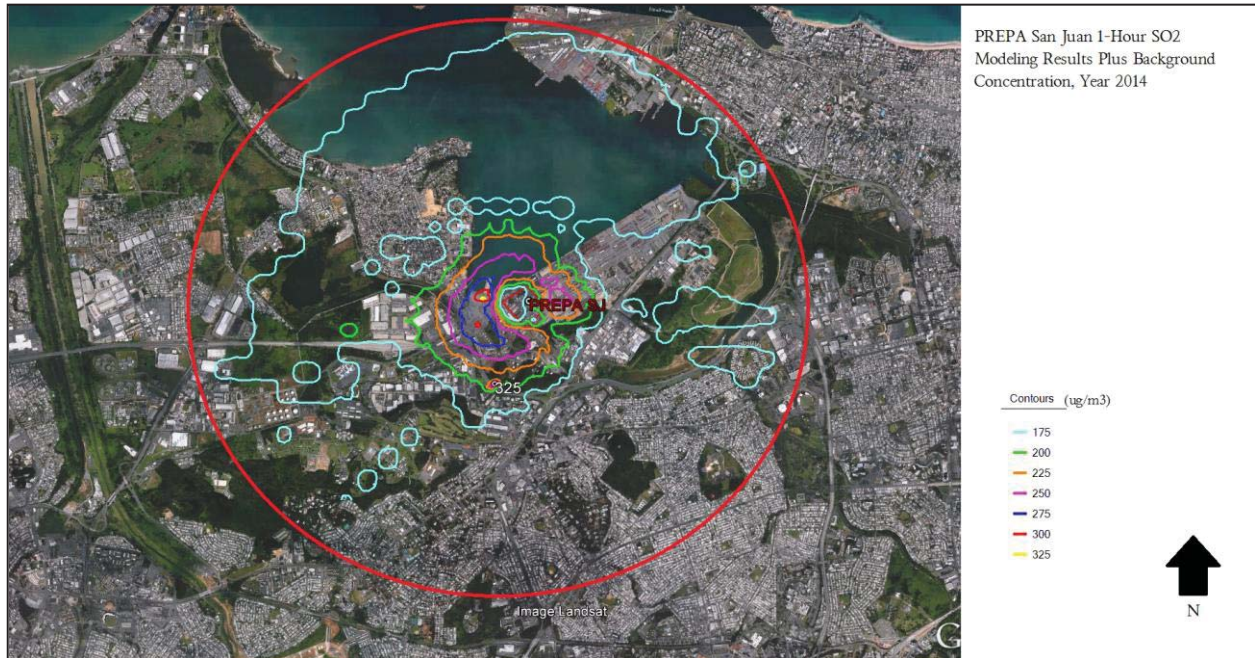 PREPA San Juan 1-Hour SO2
Modeling Results Plus Background
Concentration, Year 2014
PREPA SJ
325
Contours (ug/m3)
175
200
225
250
275
300
325
N
Image Landsat
G